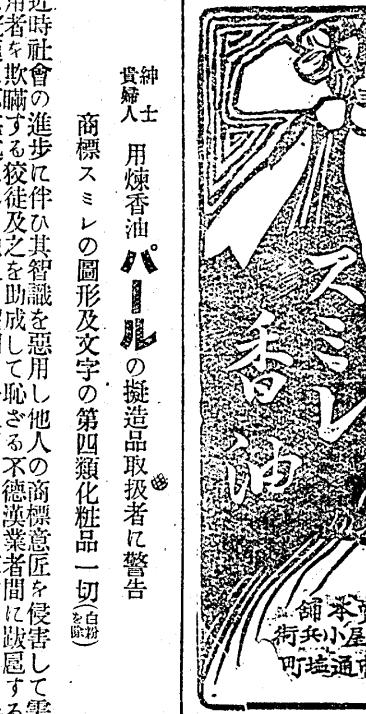 スミレ
香油
本舗
小兵衛
通塩町
紳士
貴婦人
用煉香油パールの擬造品取扱者に警告
商標スミレの圖形及文字の第四類化粧品一切(白粉を除)
近時社會の進步に伴ひ其智識を惡用し他人の商標意匠を侵害して需
用者を欺瞞する狡徒及之を助成して恥ざる不德漢業者間に跋扈する